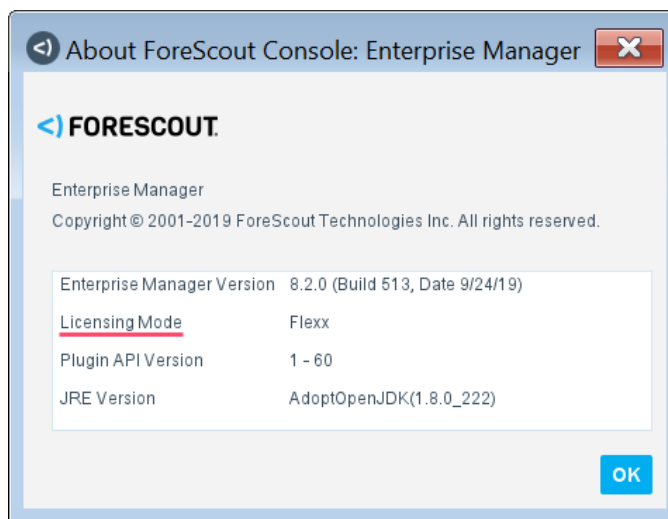 About ForeScout Console: Enterprise Manager
FORESCOUT.
Enterprise Manager
Copyright © 2001-2019 ForeScout Technologies Inc. All rights reserved.
Enterprise Manager Version 8.2.0 (Build 513, Date 9/24/19)
Licensing Mode Flexx
Plugin API Version 1 - 60
JRE Version AdoptOpenJDK(1.8.0_222)
OK